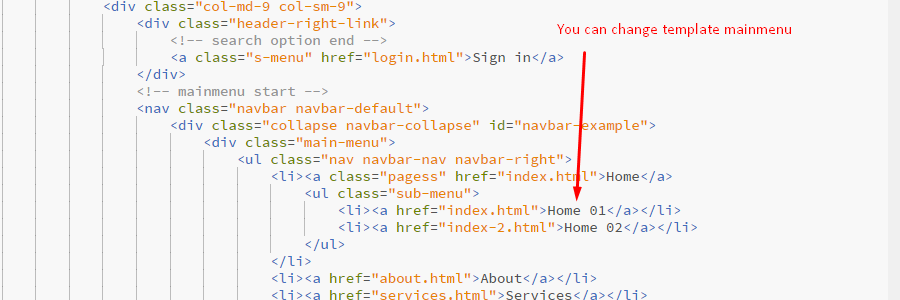 <div class="col-md-9 col-sm-9">
<div class="header-right-link">
You can change template mainmenu
<!-- search option end -->
<a class="s-menu" href="login.html">Sign in</a>
</div>
<!-- mainmenu start -->
<nav class="navbar navbar-default">
<div class="collapse navbar-collapse" id="navbar-example">
<div class="main-menu">
<ul class="nav navbar-nav navbar-right">
<li><a class="pagess" href="index.html">Home</a>
<ul class="sub-menu">
<li><a href="index.html">Home 01</a></li>
<li><a href="index-2.html">Home 02</a></li>
</ul>
</li>
<li><a href="about.html">About</a></li>
<li><a href="services.html">Services</a></li>